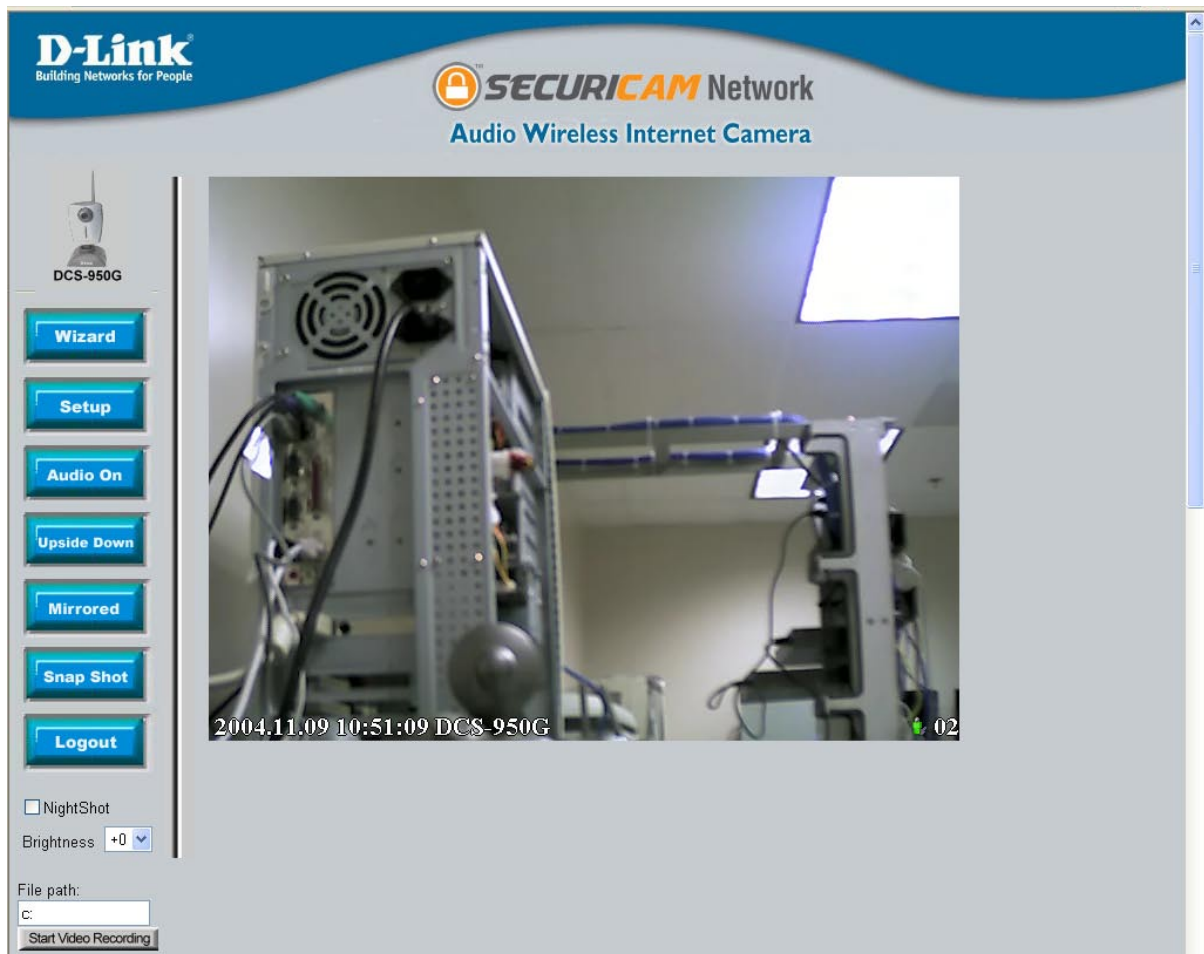 D-Link®
Building Networks for People
SECURICAM™ Network
Audio Wireless Internet Camera
DCS-950G
Wizard
Setup
Audio On
Upside Down
Mirrored
Snap Shot
Logout
2004.11.09 10:51:09 DCS-950G
02
NightShot
Brightness +0
File path:
c:
Start Video Recording